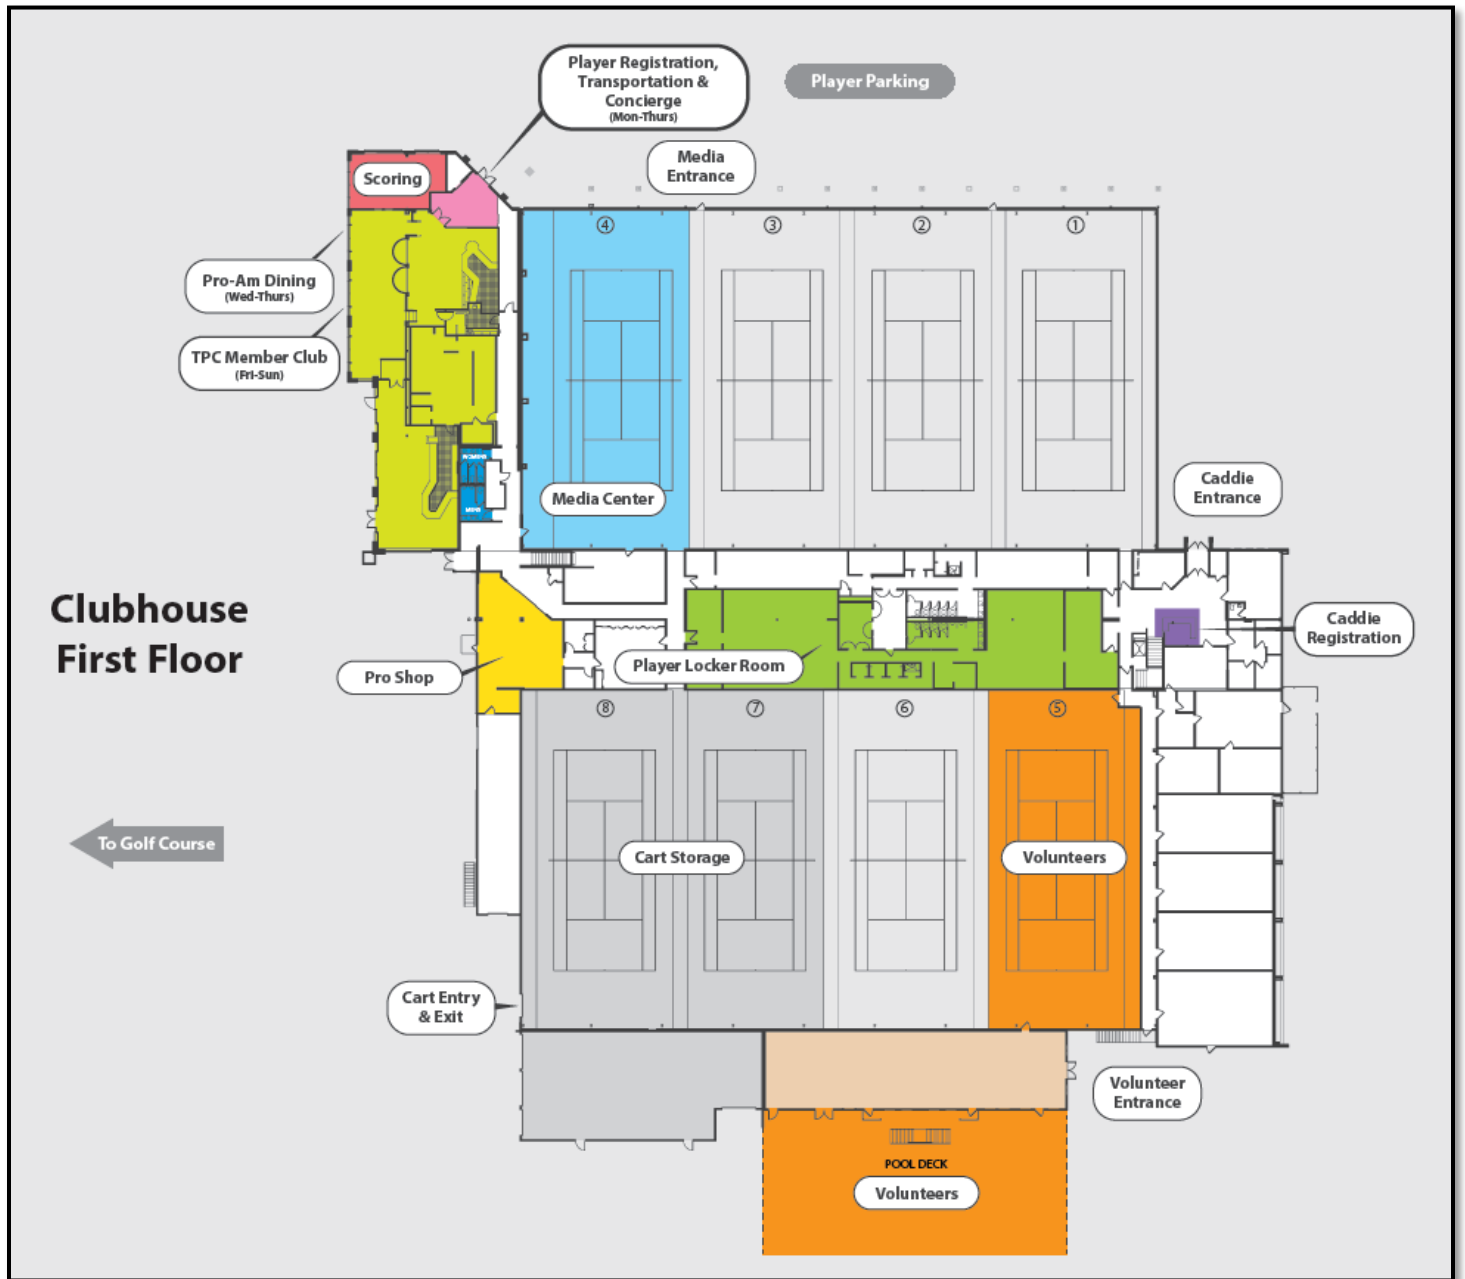 Player Registration,
Transportation &
Concierge
(Mon-Thurs)
Player Parking
Media
Entrance
Scoring
④
③
②
①
Pro-Am Dining
(Wed-Thurs)
TPC Member Club
(Fri-Sun)
WOMENS
MENS
Media Center
Caddie
Entrance
Clubhouse
First Floor
Caddie
Registration
Player Locker Room
Pro Shop
⑧
⑦
⑥
⑤
To Golf Course
Cart Storage
Volunteers
Cart Entry
& Exit
Volunteer
Entrance
POOL DECK
Volunteers